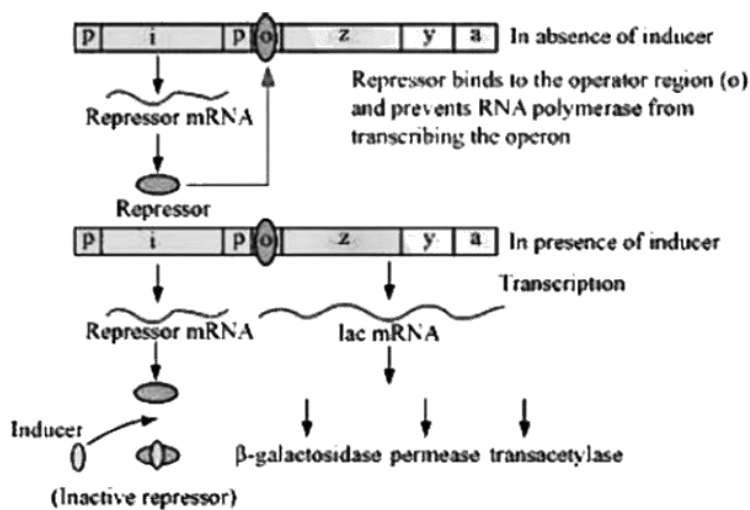 p i p o z y a In absence of inducer
Repressor binds to the operator region (o)
and prevents RNA polymerase from
transcribing the operon
Repressor mRNA
Repressor
p i p o z y a In presence of inducer
Transcription
Repressor mRNA lac mRNA
Inducer
β-galactosidase permease transacetylase
(Inactive repressor)